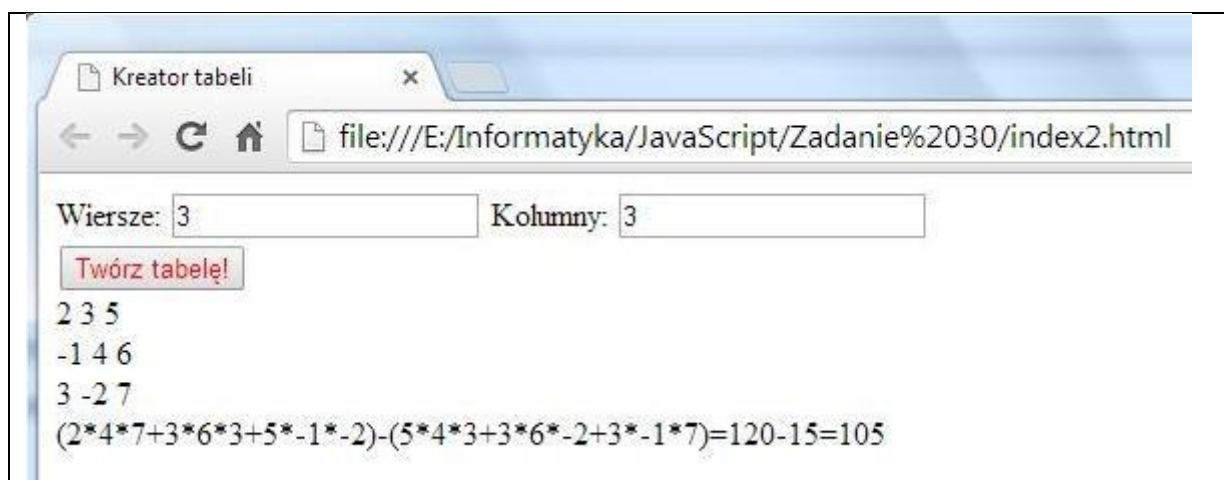 Kreator tabeli
file:///E:/Informatyka/JavaScript/Zadanie%2030/index2.html
Wiersze: 3 Kolumny: 3
Twórz tabelę!
2 3 5
-1 4 6
3 -2 7
(2*4*7+3*6*3+5*-1*-2)-(5*4*3+3*6*-2+3*-1*7)=120-15=105